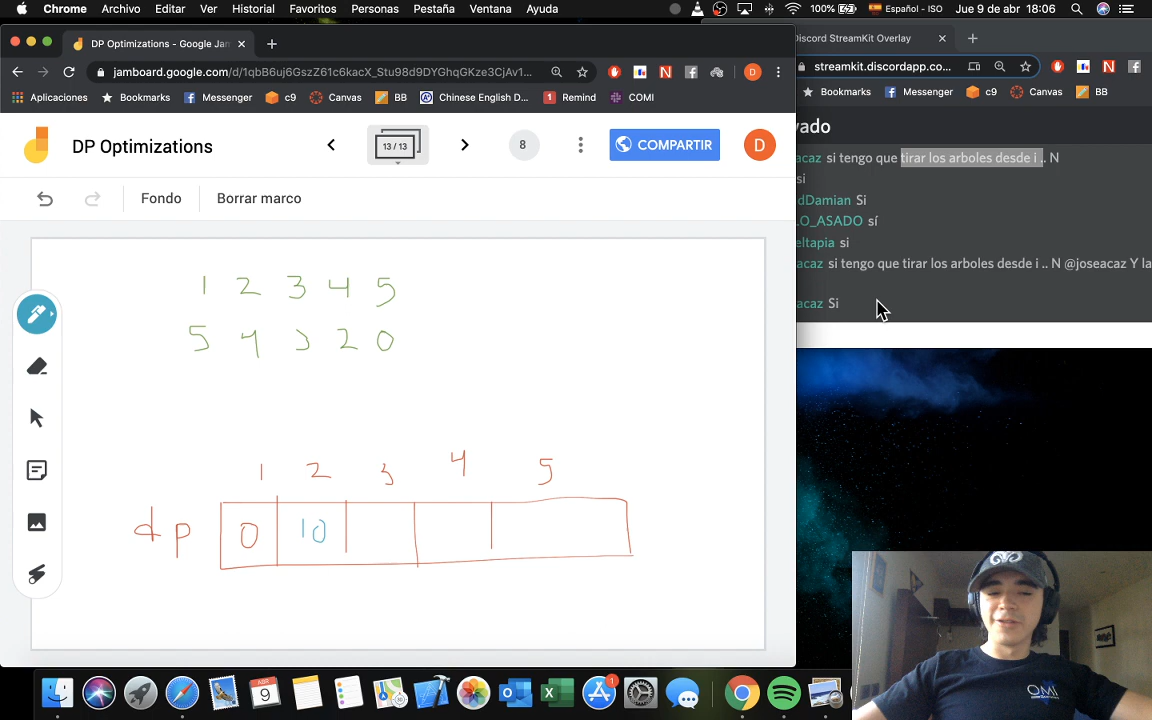 Chrome Archivo Editar Ver Historial Favoritos Personas Pestaña Ventana Ayuda 100% Español - ISO Jue 9 de abr 18:06
DP Optimizations - Google Jam
Discord StreamKit Overlay
jamboard.google.com/d/1qbB6uj6GszZ61c6kacX_Stu98d9DYGhqGKze3CjAv1...
D
streamkit.discordapp.co...
Aplicaciones Bookmarks Messenger c9 Canvas BB Chinese English D... Remind COMI
Bookmarks Messenger c9 Canvas BB
vado
DP Optimizations
13 / 13
8
COMPARTIR
D
acaz si tengo que tirar los arboles desde i .. N
si
dDamian Si
LO_ASADO sí
eltapia si
acaz si tengo que tirar los arboles desde i .. N @joseacaz Y la
acaz Si
Fondo Borrar marco
1 2 3 4 5
5 4 3 2 0
1 2 3 4 5
dp 0 10
9
1
OMI